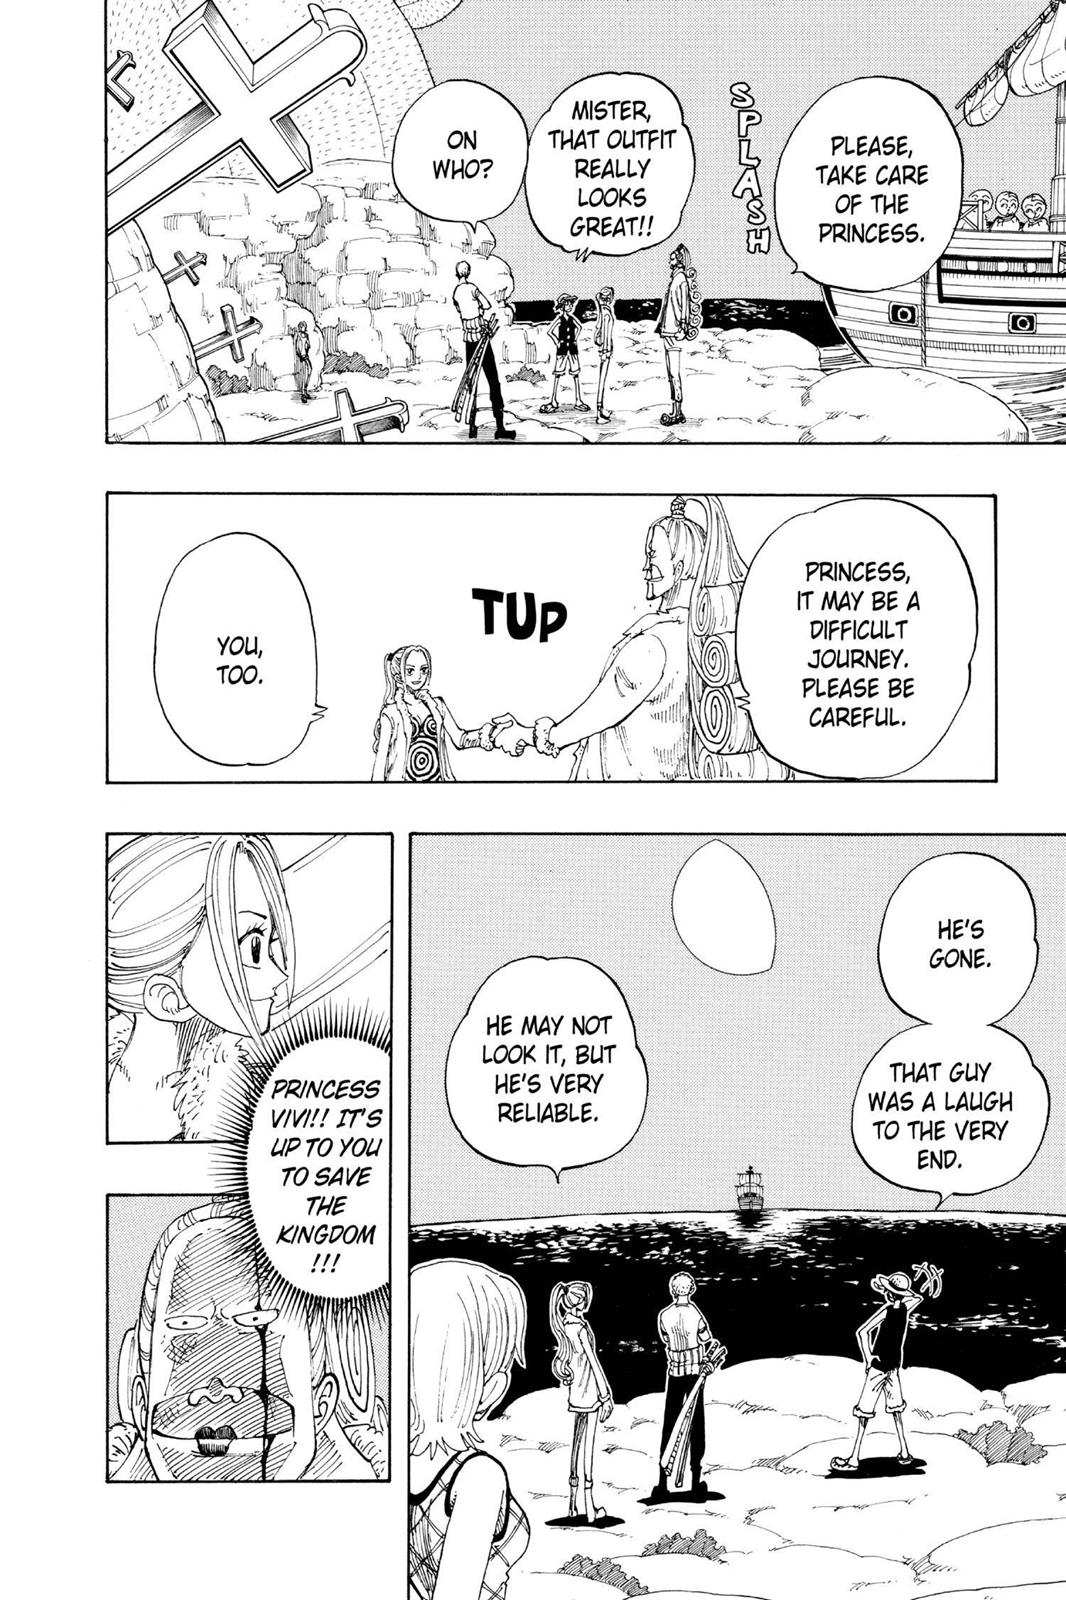 PLEASE,
TAKE CARE
OF THE
PRINCESS.
SPLASH
MISTER,
THAT OUTFIT
REALLY
LOOKS
GREAT!!
ON
WHO?
PRINCESS,
IT MAY BE A
DIFFICULT
JOURNEY.
PLEASE BE
CAREFUL.
TUP
YOU,
TOO.
HE'S
GONE.
THAT GUY
WAS A LAUGH
TO THE VERY
END.
HE MAY NOT
LOOK IT, BUT
HE'S VERY
RELIABLE.
PRINCESS
VIVI!! IT'S
UP TO YOU
TO SAVE
THE
KINGDOM
!!!